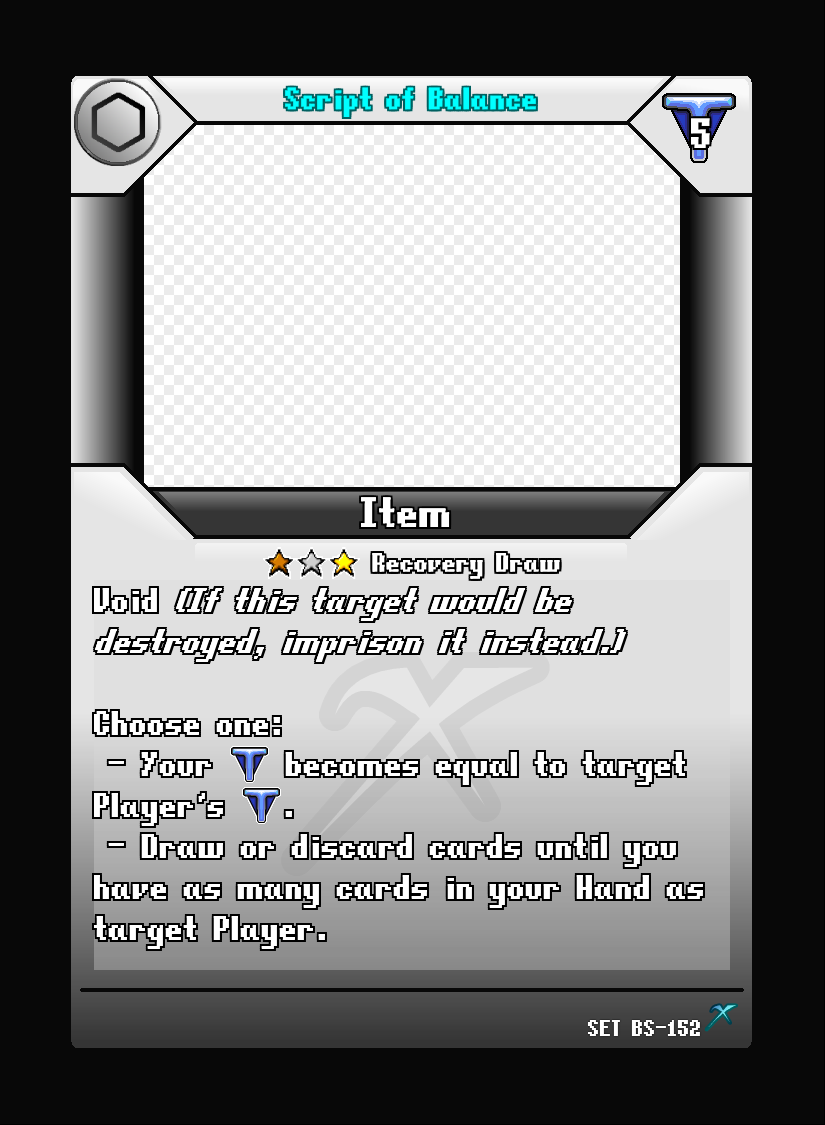 Script of Balance
5
Item
Recovery Draw
Void (If this target would be
destroyed, imprison it instead.)
Choose one:
- Your T becomes equal to target
Player's T.
- Draw or discard cards until you
have as many cards in your Hand as
target Player.
SET BS-152